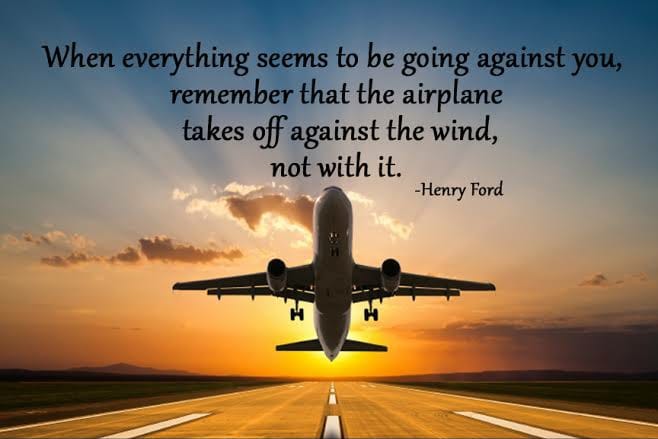 When everything seems to be going against you,
remember that the airplane
takes off against the wind,
not with it.
-Henry Ford